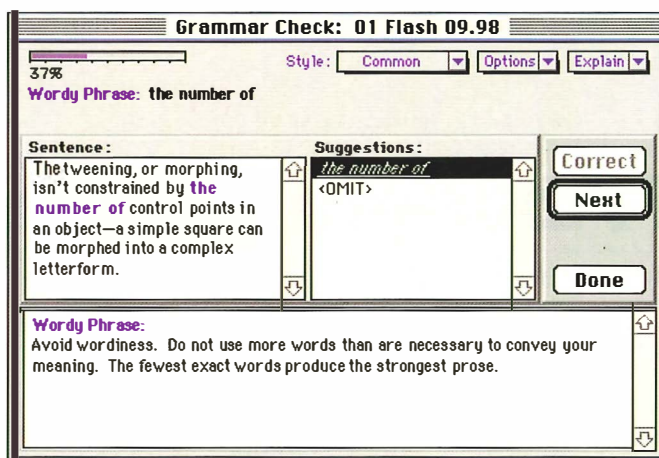 Grammar Check: 01 Flash 09.98
37%
Style: Common Options Explain
Wordy Phrase: the number of
Sentence:
The tweening, or morphing,
isn't constrained by the
number of control points in
an object—a simple square can
be morphed into a complex
letterform.
Suggestions:
the number of
<OMIT>
Correct
Next
Done
Wordy Phrase:
Avoid wordiness. Do not use more words than are necessary to convey your
meaning. The fewest exact words produce the strongest prose.